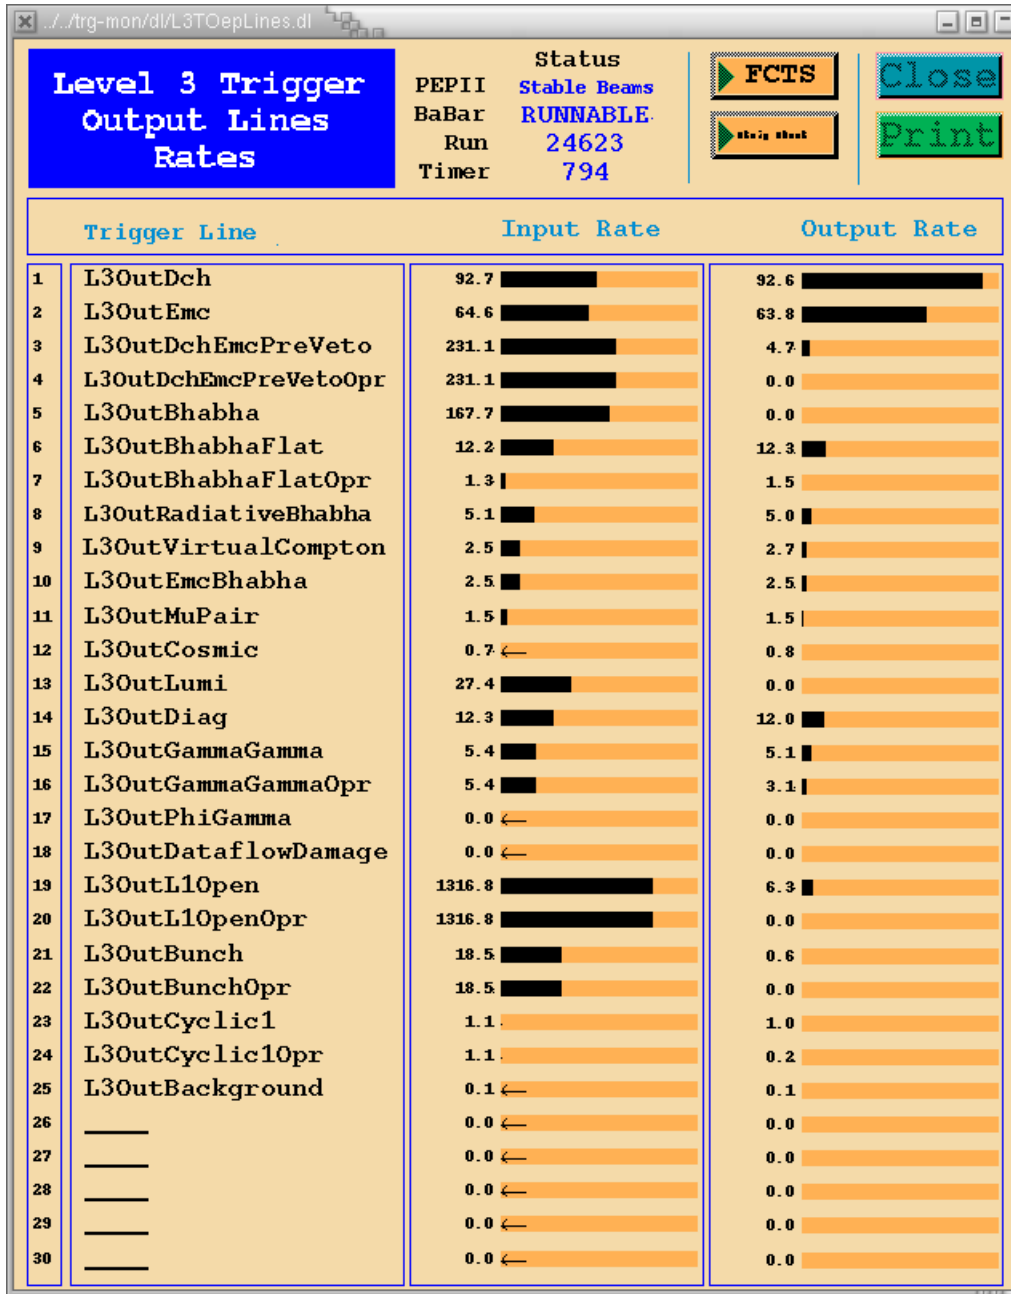 ../../trg-mon/dl/L3TOepLines.dl
Level 3 Trigger
Output Lines
Rates
Status
PEPII Stable Beams
BaBar RUNNABLE
Run 24623
Timer 794
FCTS
Close
Print
Trigger Line Input Rate Output Rate
1 L3OutDch 92.7 92.6
2 L3OutEmc 64.6 63.8
3 L3OutDchEmcPreVeto 231.1 4.7
4 L3OutDchEmcPreVetoOpr 231.1 0.0
5 L3OutBhabha 167.7 0.0
6 L3OutBhabhaFlat 12.2 12.3
7 L3OutBhabhaFlatOpr 1.3 1.5
8 L3OutRadiativeBhabha 5.1 5.0
9 L3OutVirtualCompton 2.5 2.7
10 L3OutEmcBhabha 2.5 2.5
11 L3OutMuPair 1.5 1.5
12 L3OutCosmic 0.7 0.8
13 L3OutLumi 27.4 0.0
14 L3OutDiag 12.3 12.0
15 L3OutGammaGamma 5.4 5.1
16 L3OutGammaGammaOpr 5.4 3.1
17 L3OutPhiGamma 0.0 0.0
18 L3OutDataflowDamage 0.0 0.0
19 L3OutL1Open 1316.8 6.3
20 L3OutL1OpenOpr 1316.8 0.0
21 L3OutBunch 18.5 0.6
22 L3OutBunchOpr 18.5 0.0
23 L3OutCyclic1 1.1 1.0
24 L3OutCyclic1Opr 1.1 0.2
25 L3OutBackground 0.1 0.1
26 _____ 0.0 0.0
27 _____ 0.0 0.0
28 _____ 0.0 0.0
29 _____ 0.0 0.0
30 _____ 0.0 0.0